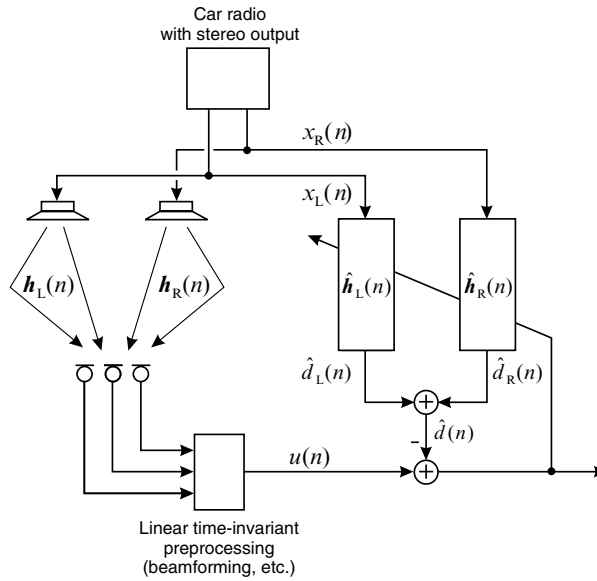 Car radio
with stereo output
x_R(n)
x_L(n)
h_L(n)
h_R(n)
ĥ_L(n)
ĥ_R(n)
d̂_L(n)
d̂_R(n)
+
d̂(n)
-
u(n)
+
Linear time-invariant
preprocessing
(beamforming, etc.)